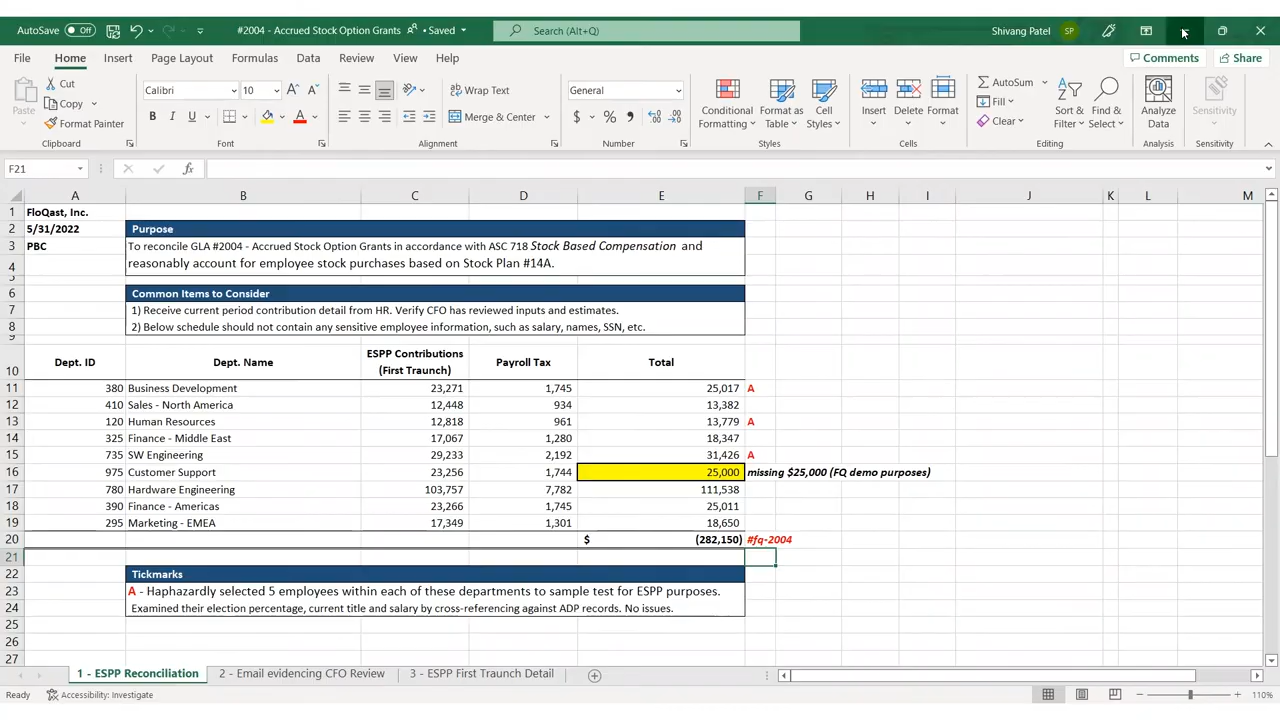 AutoSave Off #2004 - Accrued Stock Option Grants • Saved Search (Alt+Q) Shivang Patel SP
File Home Insert Page Layout Formulas Data Review View Help Comments Share
Paste Cut Copy Format Painter Clipboard
Calibri 10 B I U A Font
Wrap Text Merge & Center Alignment
General $ % Number
Conditional Formatting Format as Table Cell Styles Styles
Insert Delete Format Cells
AutoSum Fill Clear Sort & Filter Find & Select Editing
Analyze Data Analysis
Sensitivity Sensitivity
F21 fx
A B C D E F G H I J K L M
1 FloQast, Inc.
2 5/31/2022 Purpose
3 PBC To reconcile GLA #2004 - Accrued Stock Option Grants in accordance with ASC 718 Stock Based Compensation and
4 reasonably account for employee stock purchases based on Stock Plan #14A.
5
6 Common Items to Consider
7 1) Receive current period contribution detail from HR. Verify CFO has reviewed inputs and estimates.
8 2) Below schedule should not contain any sensitive employee information, such as salary, names, SSN, etc.
9
10 Dept. ID Dept. Name ESPP Contributions (First Traunch) Payroll Tax Total
11 380 Business Development 23,271 1,745 25,017 A
12 410 Sales - North America 12,448 934 13,382
13 120 Human Resources 12,818 961 13,779 A
14 325 Finance - Middle East 17,067 1,280 18,347
15 735 SW Engineering 29,233 2,192 31,426 A
16 975 Customer Support 23,256 1,744 25,000 missing $25,000 (FQ demo purposes)
17 780 Hardware Engineering 103,757 7,782 111,538
18 390 Finance - Americas 23,266 1,745 25,011
19 295 Marketing - EMEA 17,349 1,301 18,650
20 $ (282,150) #fq-2004
21
22 Tickmarks
23 A - Haphazardly selected 5 employees within each of these departments to sample test for ESPP purposes.
24 Examined their election percentage, current title and salary by cross-referencing against ADP records. No issues.
25
26
27
1 - ESPP Reconciliation 2 - Email evidencing CFO Review 3 - ESPP First Traunch Detail
Ready Accessibility: Investigate 110%